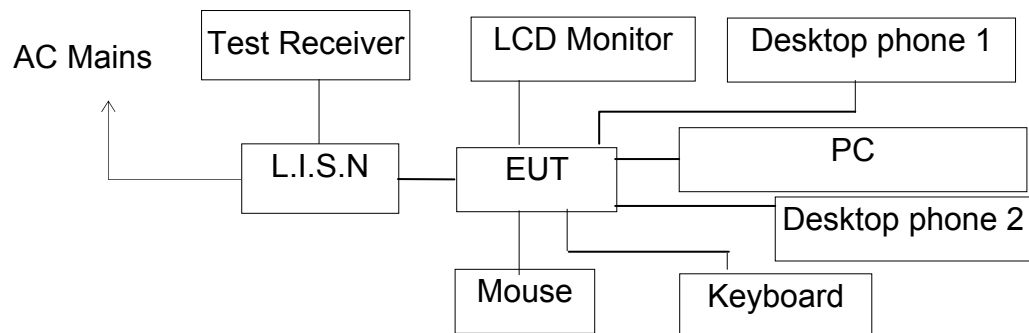 AC Mains
Test Receiver
LCD Monitor
Desktop phone 1
L.I.S.N
EUT
PC
Desktop phone 2
Mouse
Keyboard